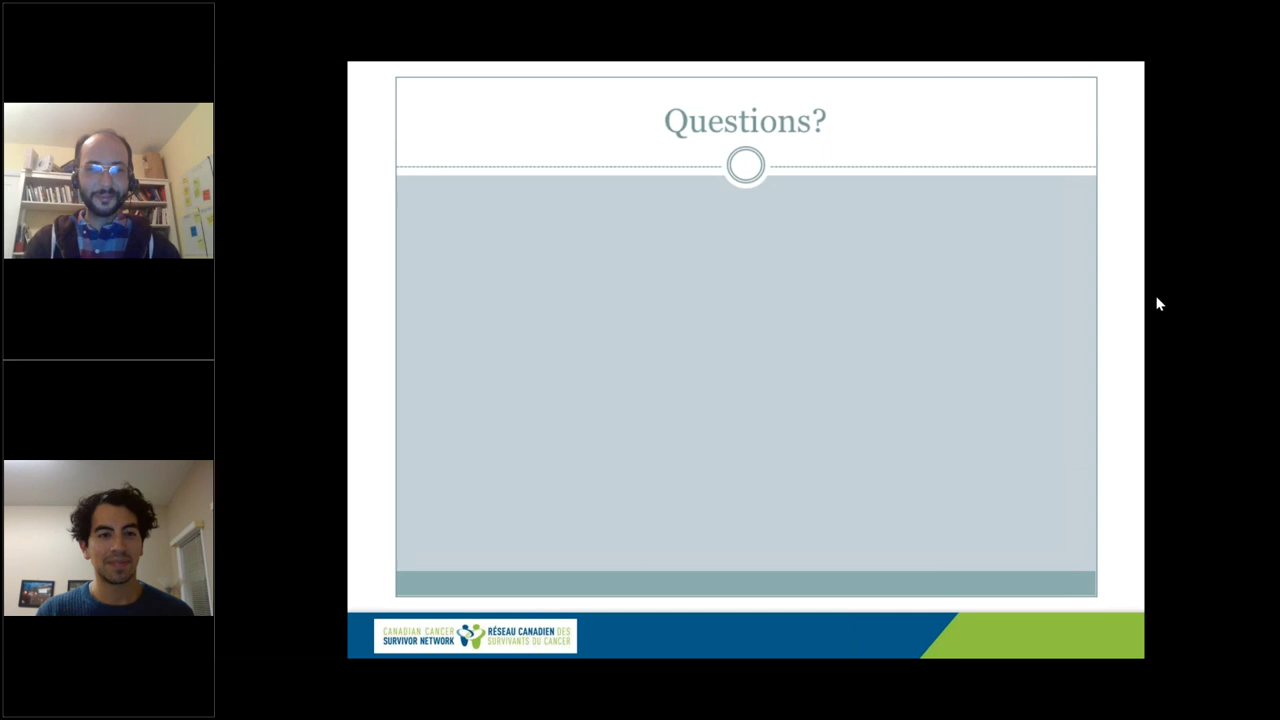 Questions?
CANADIAN CANCER
SURVIVOR NETWORK
RÉSEAU CANADIEN DES
SURVIVANTS DU CANCER